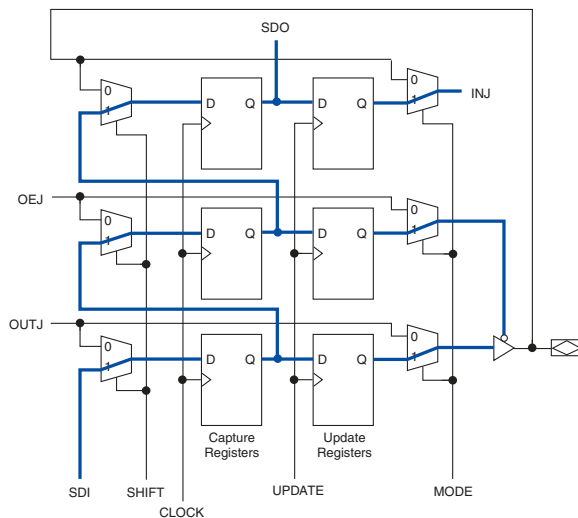 SDO
0
1
D
Q
D
Q
0
1
INJ
OEJ
0
1
D
Q
D
Q
0
1
OUTJ
0
1
D
Q
D
Q
0
1
Capture
Registers
Update
Registers
SDI
SHIFT
CLOCK
UPDATE
MODE